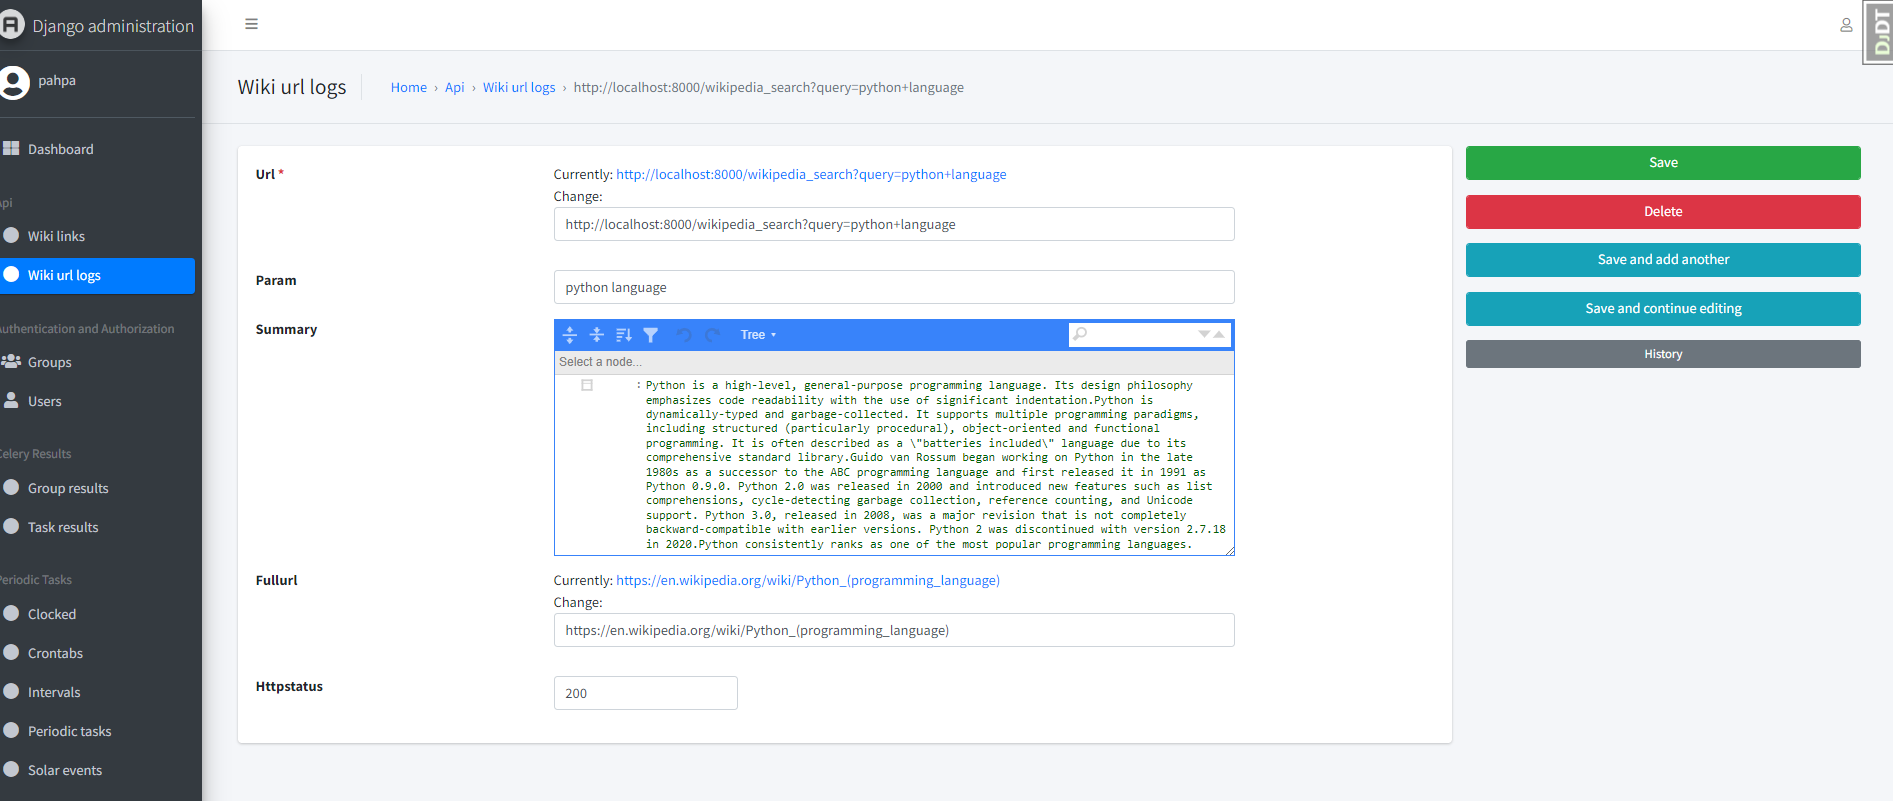 Django administration
pahpa
Dashboard
Api
Wiki links
Wiki url logs
Authentication and Authorization
Groups
Users
Celery Results
Group results
Task results
Periodic Tasks
Clocked
Crontabs
Intervals
Periodic tasks
Solar events
DJDT
Wiki url logs
Home › Api › Wiki url logs › http://localhost:8000/wikipedia_search?query=python+language
Url *
Currently: http://localhost:8000/wikipedia_search?query=python+language
Change:
http://localhost:8000/wikipedia_search?query=python+language
Param
python language
Summary
Tree
Select a node...
: Python is a high-level, general-purpose programming language. Its design philosophy
emphasizes code readability with the use of significant indentation.Python is
dynamically-typed and garbage-collected. It supports multiple programming paradigms,
including structured (particularly procedural), object-oriented and functional
programming. It is often described as a \"batteries included\" language due to its
comprehensive standard library.Guido van Rossum began working on Python in the late
1980s as a successor to the ABC programming language and first released it in 1991 as
Python 0.9.0. Python 2.0 was released in 2000 and introduced new features such as list
comprehensions, cycle-detecting garbage collection, reference counting, and Unicode
support. Python 3.0, released in 2008, was a major revision that is not completely
backward-compatible with earlier versions. Python 2 was discontinued with version 2.7.18
in 2020.Python consistently ranks as one of the most popular programming languages.
Fullurl
Currently: https://en.wikipedia.org/wiki/Python_(programming_language)
Change:
https://en.wikipedia.org/wiki/Python_(programming_language)
Httpstatus
200
Save
Delete
Save and add another
Save and continue editing
History